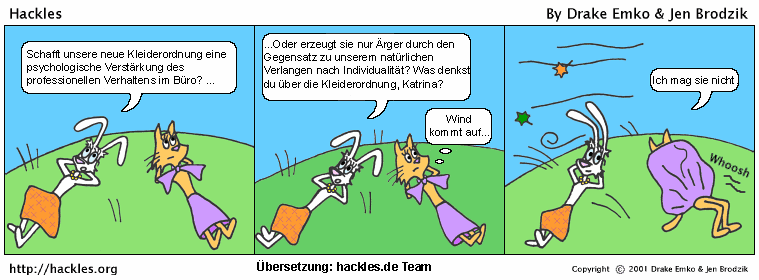 Hackles
By Drake Emko & Jen Brodzik
Schafft unsere neue Kleiderordnung eine
psychologische Verstärkung des
professionellen Verhaltens im Büro? ...
...Oder erzeugt sie nur Ärger durch den
Gegensatz zu unserem natürlichen
Verlangen nach Individualität? Was denkst
du über die Kleiderordnung, Katrina?
Wind
kommt auf...
Ich mag sie nicht.
Whoosh
http://hackles.org
Übersetzung: hackles.de Team
Copyright © 2001 Drake Emko & Jen Brodzik